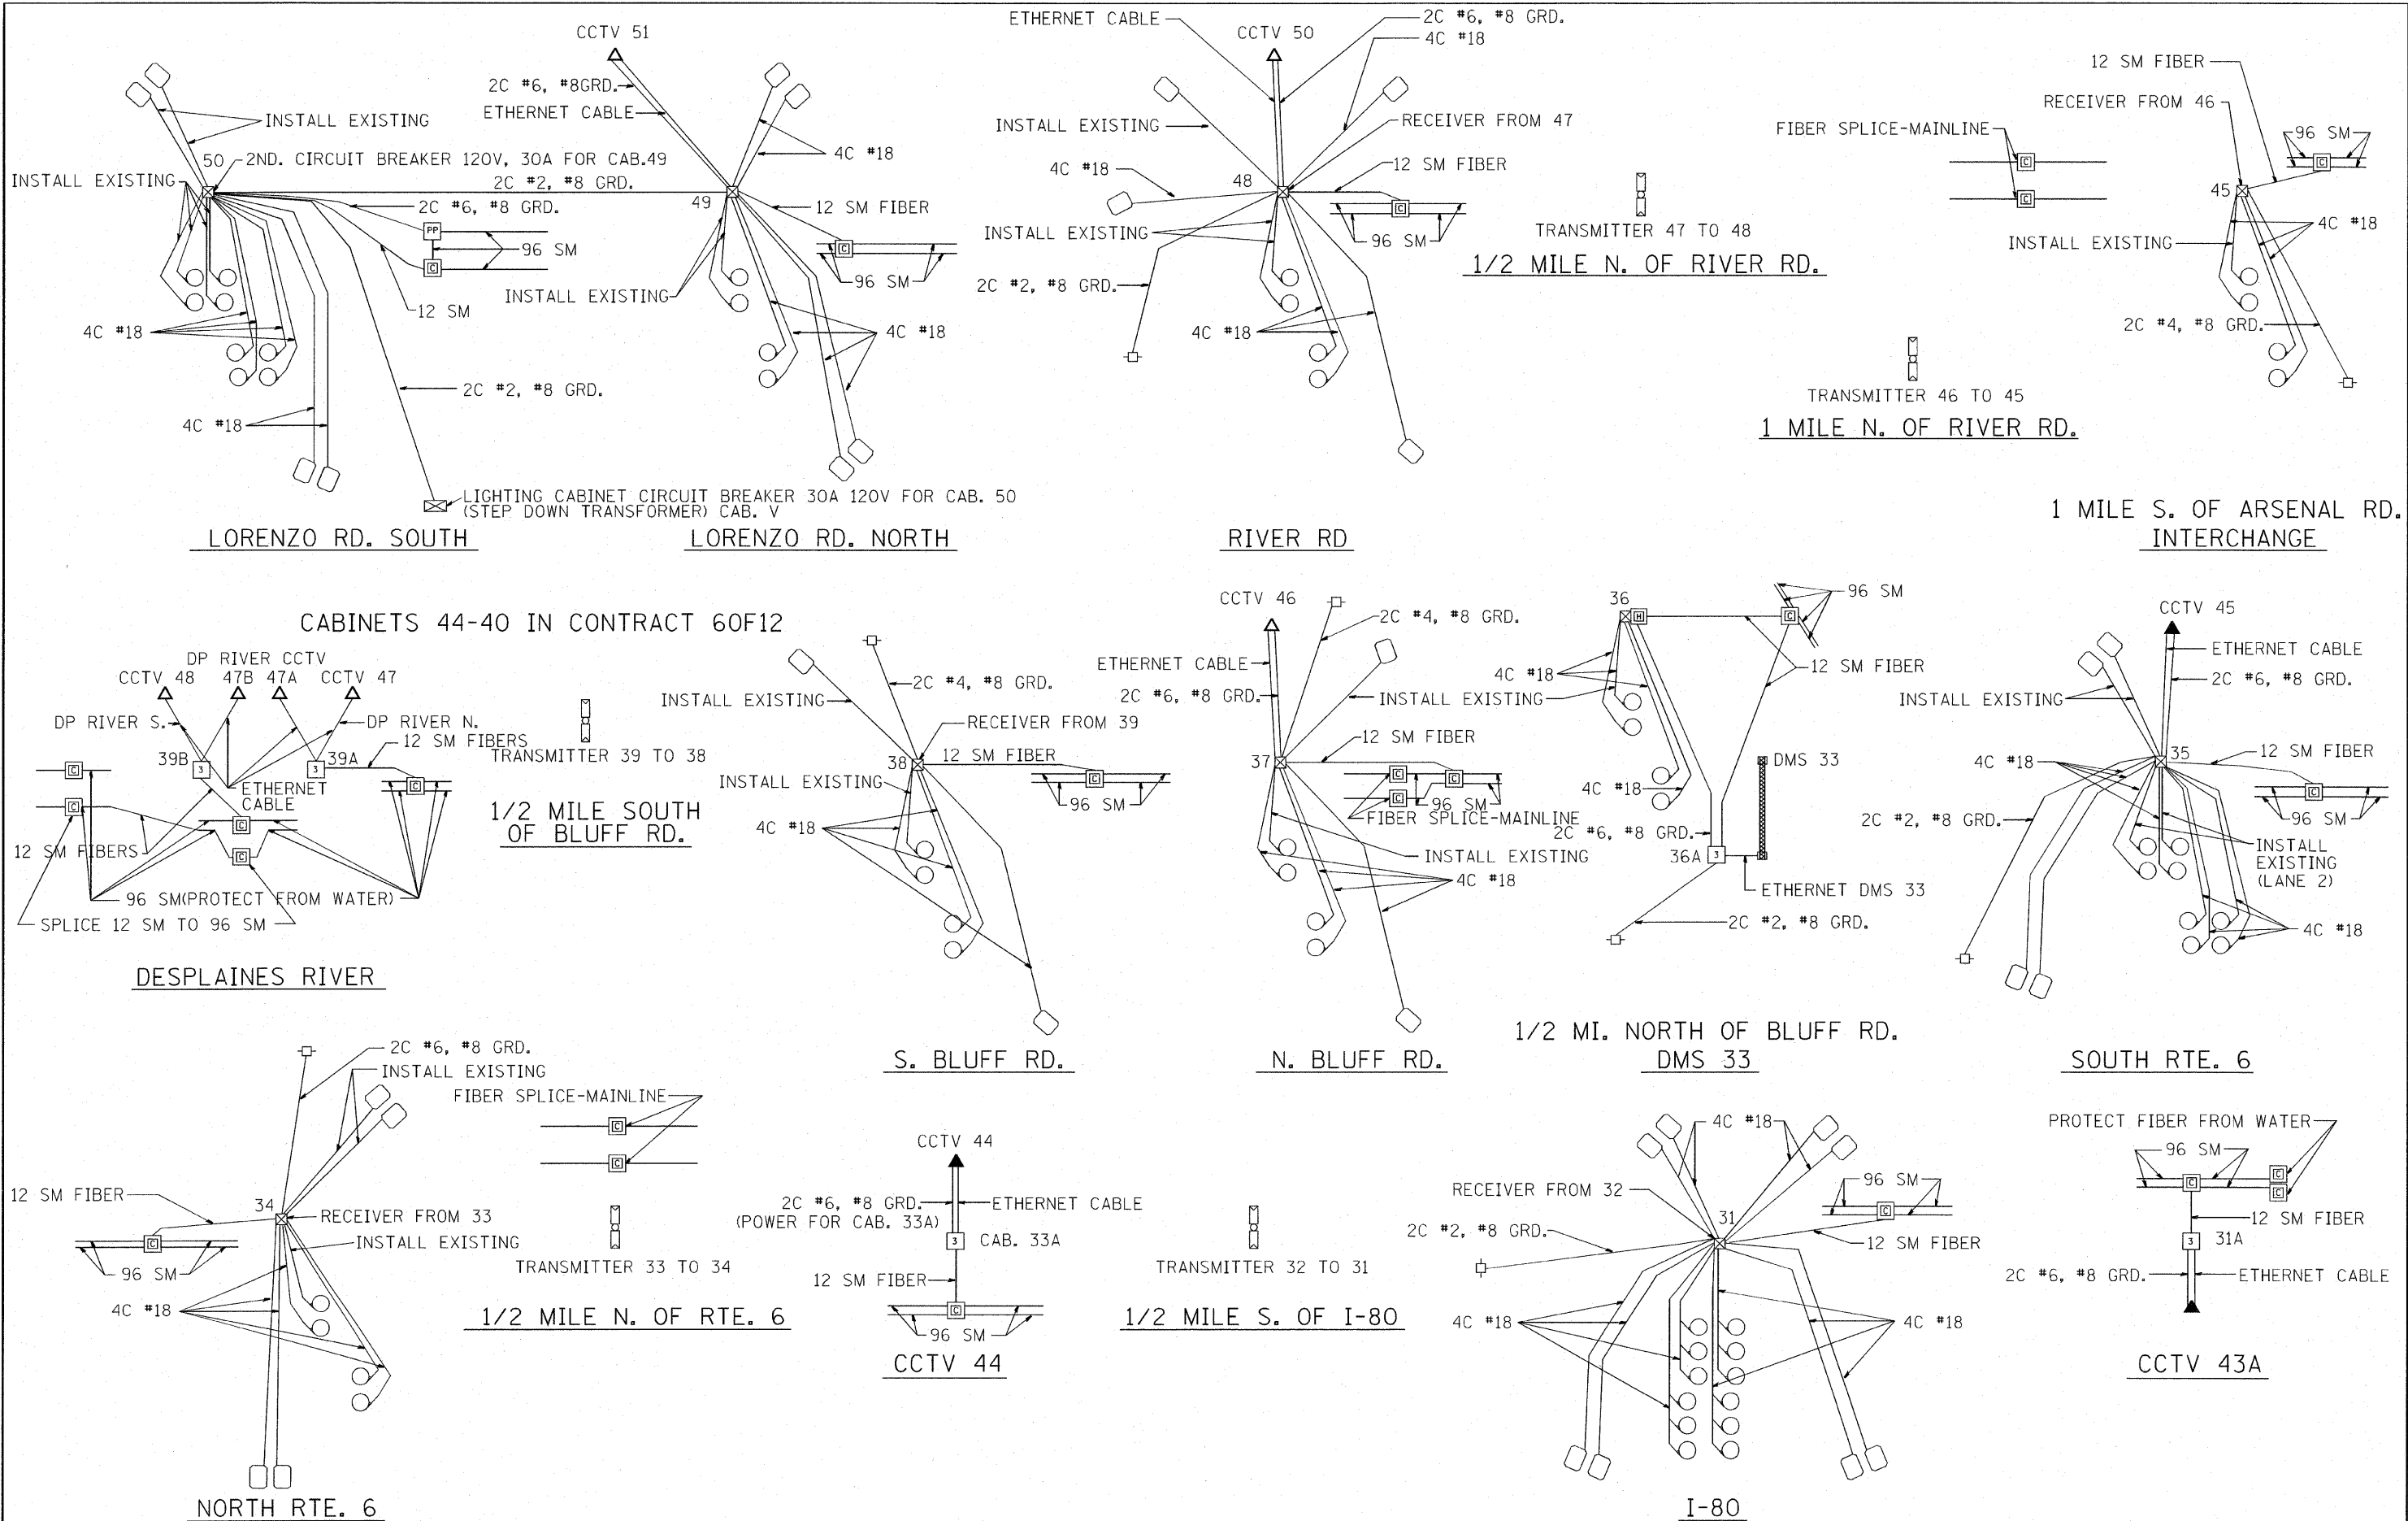 CCTV 51
2C #6, #8GRD.
ETHERNET CABLE
INSTALL EXISTING
50
2ND. CIRCUIT BREAKER 120V, 30A FOR CAB.49
INSTALL EXISTING
2C #2, #8 GRD.
2C #6, #8 GRD.
PP
96 SM
C
12 SM
4C #18
4C #18
2C #2, #8 GRD.
LIGHTING CABINET CIRCUIT BREAKER 30A 120V FOR CAB. 50
(STEP DOWN TRANSFORMER) CAB. V
LORENZO RD. SOUTH
4C #18
49
12 SM FIBER
C
96 SM
INSTALL EXISTING
4C #18
LORENZO RD. NORTH
ETHERNET CABLE
CCTV 50
2C #6, #8 GRD.
4C #18
INSTALL EXISTING
RECEIVER FROM 47
4C #18
48
12 SM FIBER
C
96 SM
INSTALL EXISTING
2C #2, #8 GRD.
4C #18
RIVER RD
TRANSMITTER 47 TO 48
1/2 MILE N. OF RIVER RD.
FIBER SPLICE-MAINLINE
C
C
TRANSMITTER 46 TO 45
1 MILE N. OF RIVER RD.
12 SM FIBER
RECEIVER FROM 46
96 SM
C
45
4C #18
INSTALL EXISTING
2C #4, #8 GRD.
1 MILE S. OF ARSENAL RD.
INTERCHANGE
CABINETS 44-40 IN CONTRACT 60F12
DP RIVER CCTV
CCTV 48
47B
47A
CCTV 47
DP RIVER S.
DP RIVER N.
12 SM FIBERS
39B
3
3
39A
C
C
C
ETHERNET
CABLE
C
C
12 SM FIBERS
96 SM(PROTECT FROM WATER)
SPLICE 12 SM TO 96 SM
DESPLAINES RIVER
TRANSMITTER 39 TO 38
1/2 MILE SOUTH
OF BLUFF RD.
INSTALL EXISTING
2C #4, #8 GRD.
RECEIVER FROM 39
38
12 SM FIBER
C
96 SM
INSTALL EXISTING
4C #18
S. BLUFF RD.
CCTV 46
2C #4, #8 GRD.
ETHERNET CABLE
2C #6, #8 GRD.
INSTALL EXISTING
12 SM FIBER
37
C
C
C
96 SM
FIBER SPLICE-MAINLINE
INSTALL EXISTING
4C #18
N. BLUFF RD.
36
H
C
96 SM
4C #18
12 SM FIBER
DMS 33
4C #18
2C #6, #8 GRD.
36A
3
ETHERNET DMS 33
2C #2, #8 GRD.
1/2 MI. NORTH OF BLUFF RD.
DMS 33
CCTV 45
ETHERNET CABLE
2C #6, #8 GRD.
INSTALL EXISTING
12 SM FIBER
4C #18
35
C
96 SM
2C #2, #8 GRD.
INSTALL
EXISTING
(LANE 2)
4C #18
SOUTH RTE. 6
2C #6, #8 GRD.
INSTALL EXISTING
12 SM FIBER
34
RECEIVER FROM 33
C
INSTALL EXISTING
96 SM
4C #18
NORTH RTE. 6
FIBER SPLICE-MAINLINE
C
C
TRANSMITTER 33 TO 34
1/2 MILE N. OF RTE. 6
CCTV 44
2C #6, #8 GRD.
(POWER FOR CAB. 33A)
ETHERNET CABLE
3
CAB. 33A
12 SM FIBER
C
96 SM
CCTV 44
TRANSMITTER 32 TO 31
1/2 MILE S. OF I-80
4C #18
RECEIVER FROM 32
96 SM
31
C
2C #2, #8 GRD.
12 SM FIBER
4C #18
4C #18
I-80
PROTECT FIBER FROM WATER
96 SM
C
C
C
12 SM FIBER
3
31A
2C #6, #8 GRD.
ETHERNET CABLE
CCTV 43A